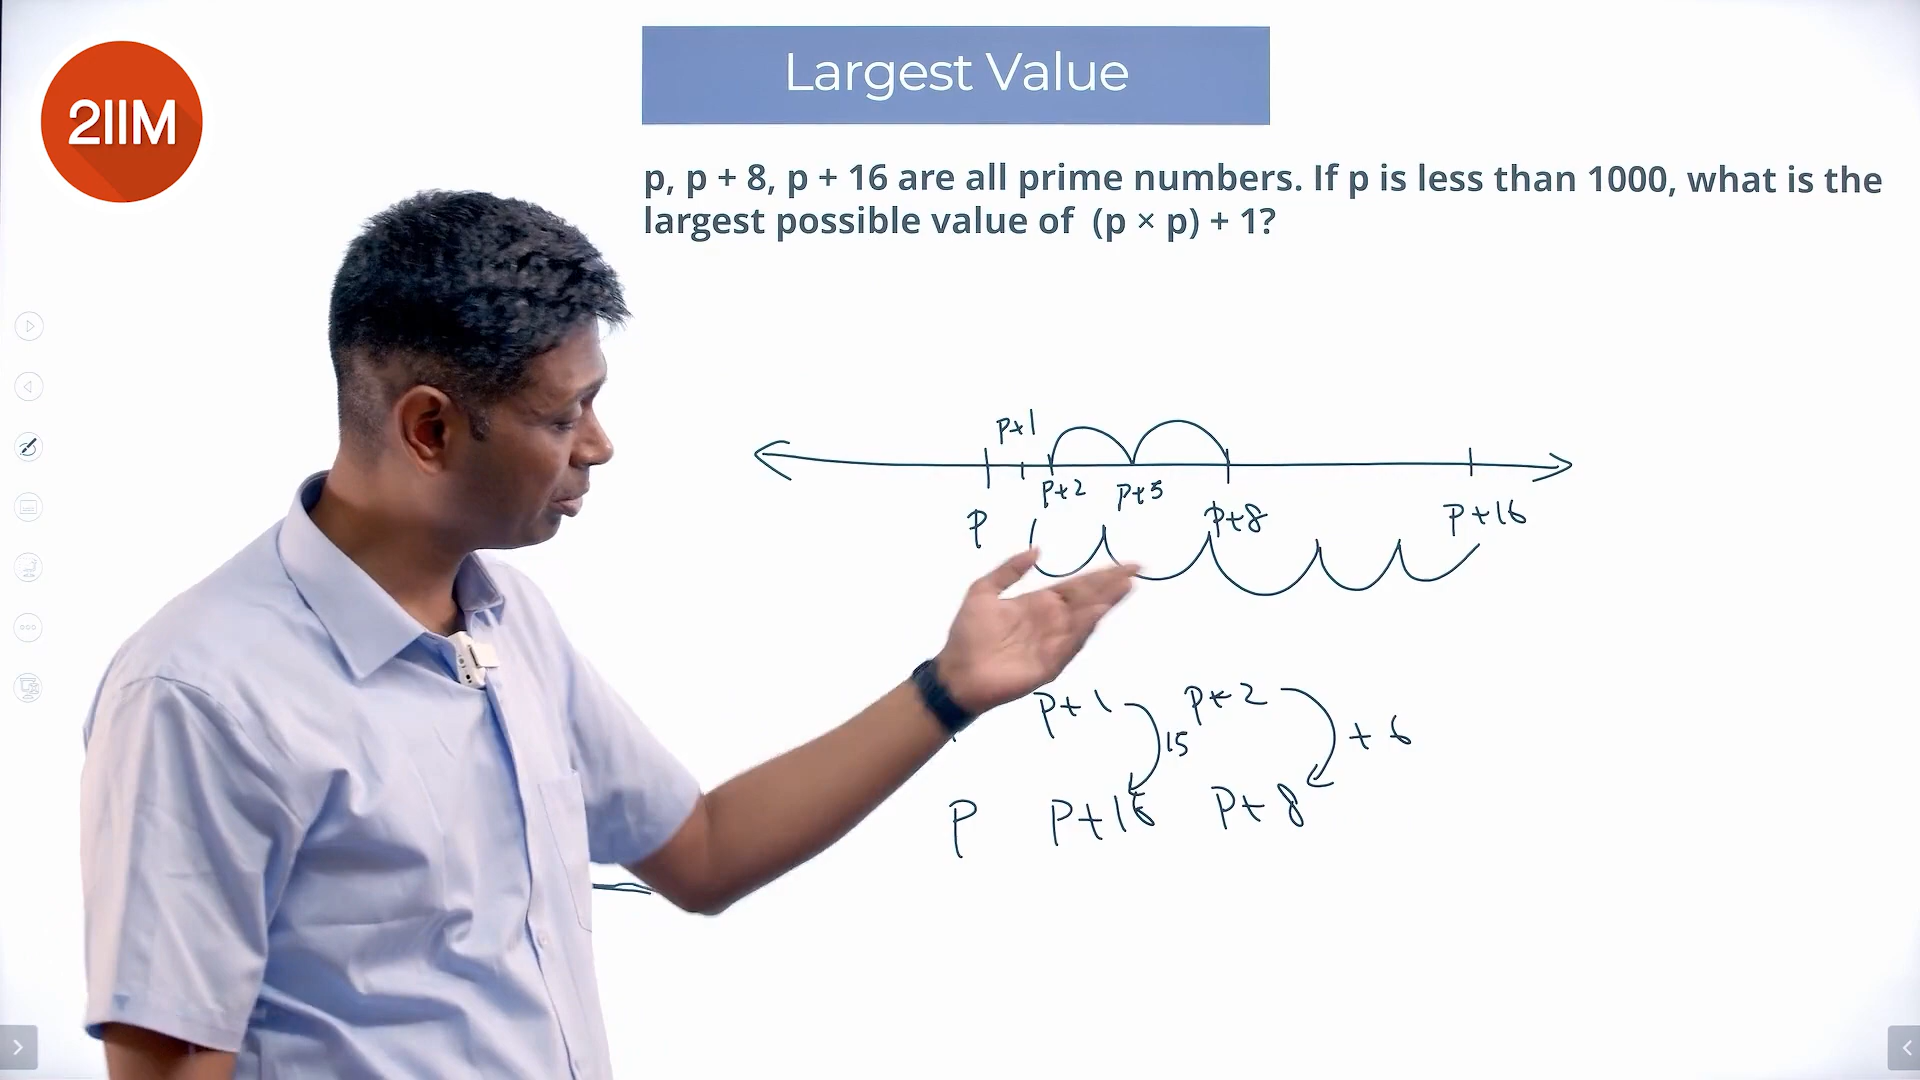 2IIM
Largest Value
p, p + 8, p + 16 are all prime numbers. If p is less than 1000, what is the
largest possible value of (p × p) + 1?
p+1
p+2 p+5
p p+8 p+16
p+1 p+2
15 + 6
p p+16 p+8